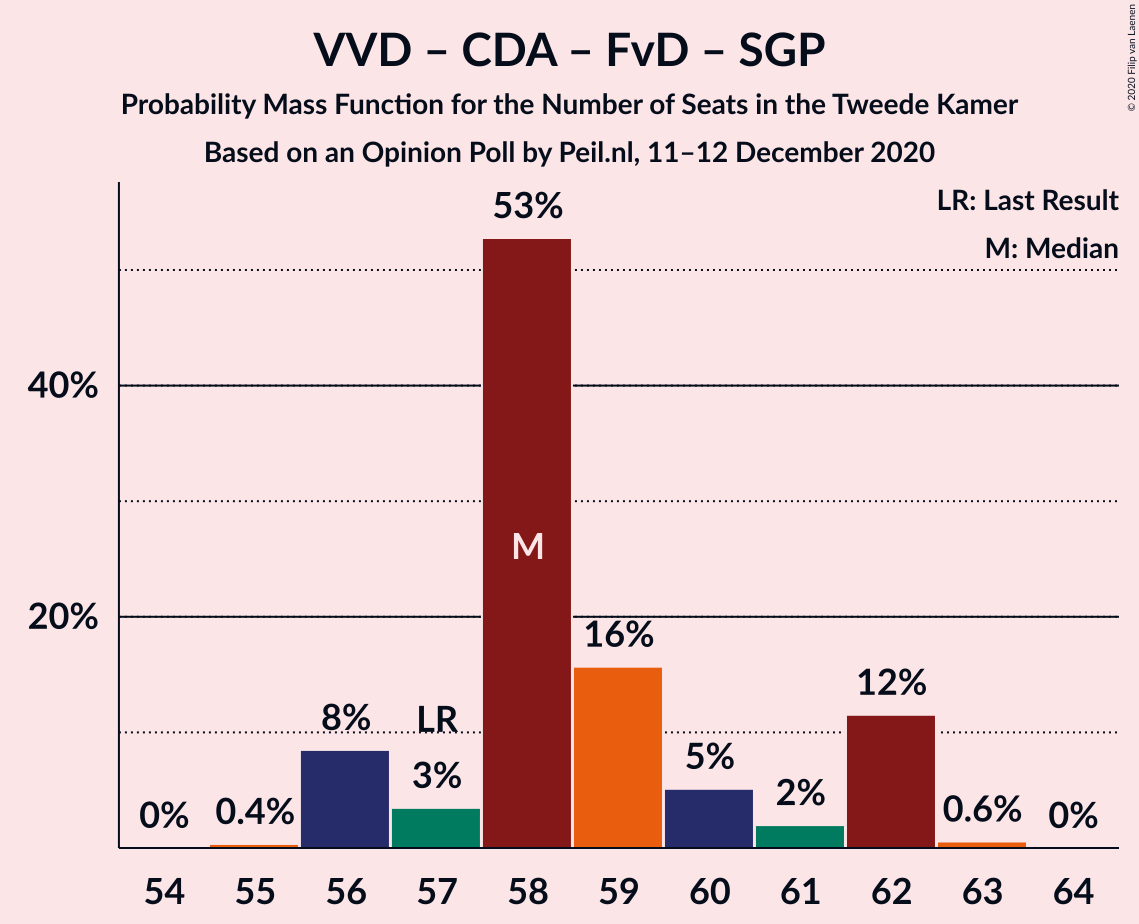 VVD – CDA – FvD – SGP
Probability Mass Function for the Number of Seats in the Tweede Kamer
Based on an Opinion Poll by Peil.nl, 11–12 December 2020
© 2020 Filip van Laenen
LR: Last Result
M: Median
53%
40%
M
20%
16%
12%
8%
LR
5%
3%
2%
0%
0.4%
0.6%
0%
54 55 56 57 58 59 60 61 62 63 64